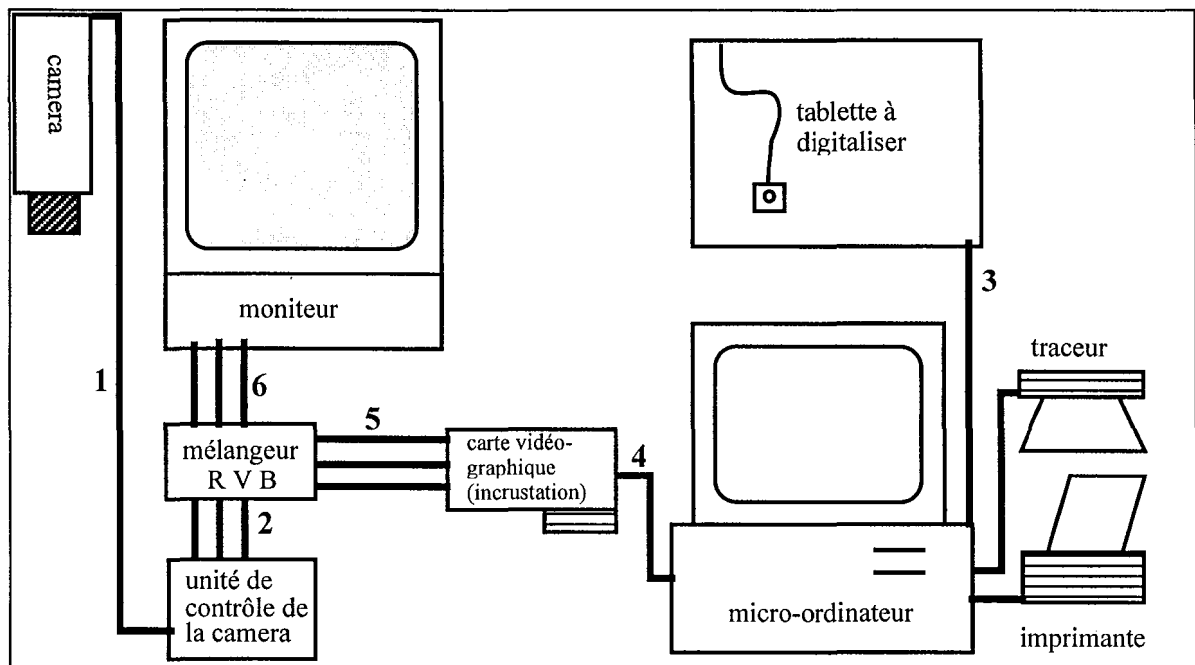 camera
moniteur
tablette à
digitaliser
3
traceur
1
6
5
mélangeur
R V B
carte vidéo-
graphique
(incrustation)
4
2
unité de
contrôle de
la camera
micro-ordinateur
imprimante